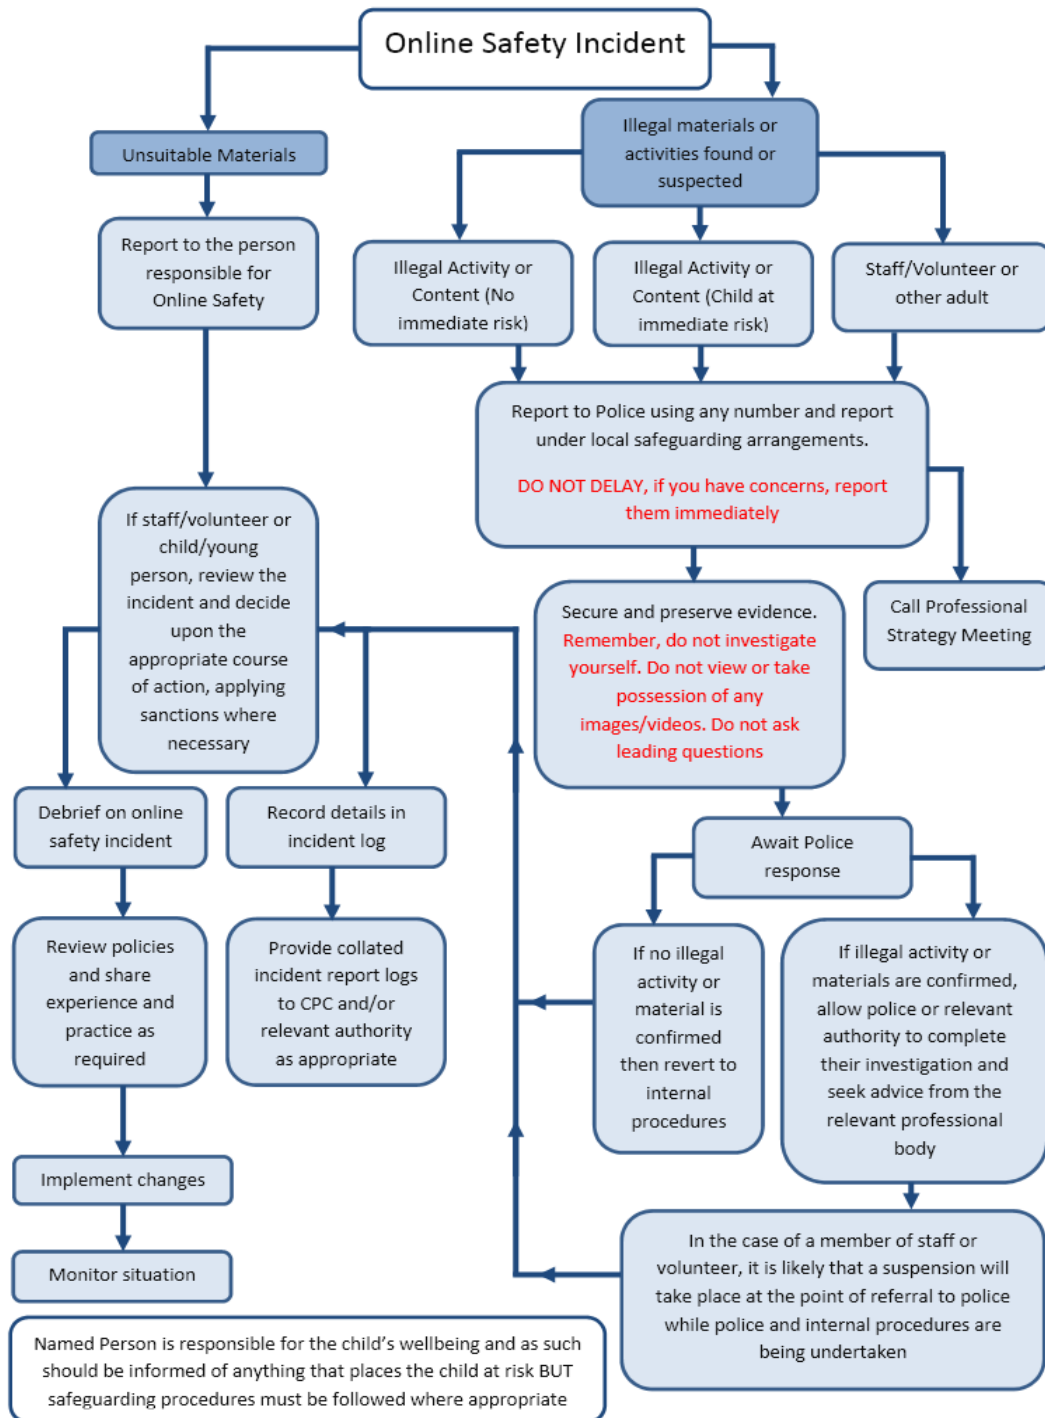 Online Safety Incident
Unsuitable Materials
Illegal materials or
activities found or
suspected
Report to the person
responsible for
Online Safety
Illegal Activity or
Content (No
immediate risk)
Illegal Activity or
Content (Child at
immediate risk)
Staff/Volunteer or
other adult
Report to Police using any number and report
under local safeguarding arrangements.
DO NOT DELAY, if you have concerns, report
them immediately
If staff/volunteer or
child/young
person, review the
incident and decide
upon the
appropriate course
of action, applying
sanctions where
necessary
Secure and preserve evidence.
Remember, do not investigate
yourself. Do not view or take
possession of any
images/videos. Do not ask
leading questions
Call Professional
Strategy Meeting
Debrief on online
safety incident
Record details in
incident log
Await Police
response
Review policies
and share
experience and
practice as
required
Provide collated
incident report logs
to CPC and/or
relevant authority
as appropriate
If no illegal
activity or
material is
confirmed
then revert to
internal
procedures
If illegal activity or
materials are confirmed,
allow police or relevant
authority to complete
their investigation and
seek advice from the
relevant professional
body
Implement changes
Monitor situation
In the case of a member of staff or
volunteer, it is likely that a suspension will
take place at the point of referral to police
while police and internal procedures are
being undertaken
Named Person is responsible for the child's wellbeing and as such
should be informed of anything that places the child at risk BUT
safeguarding procedures must be followed where appropriate